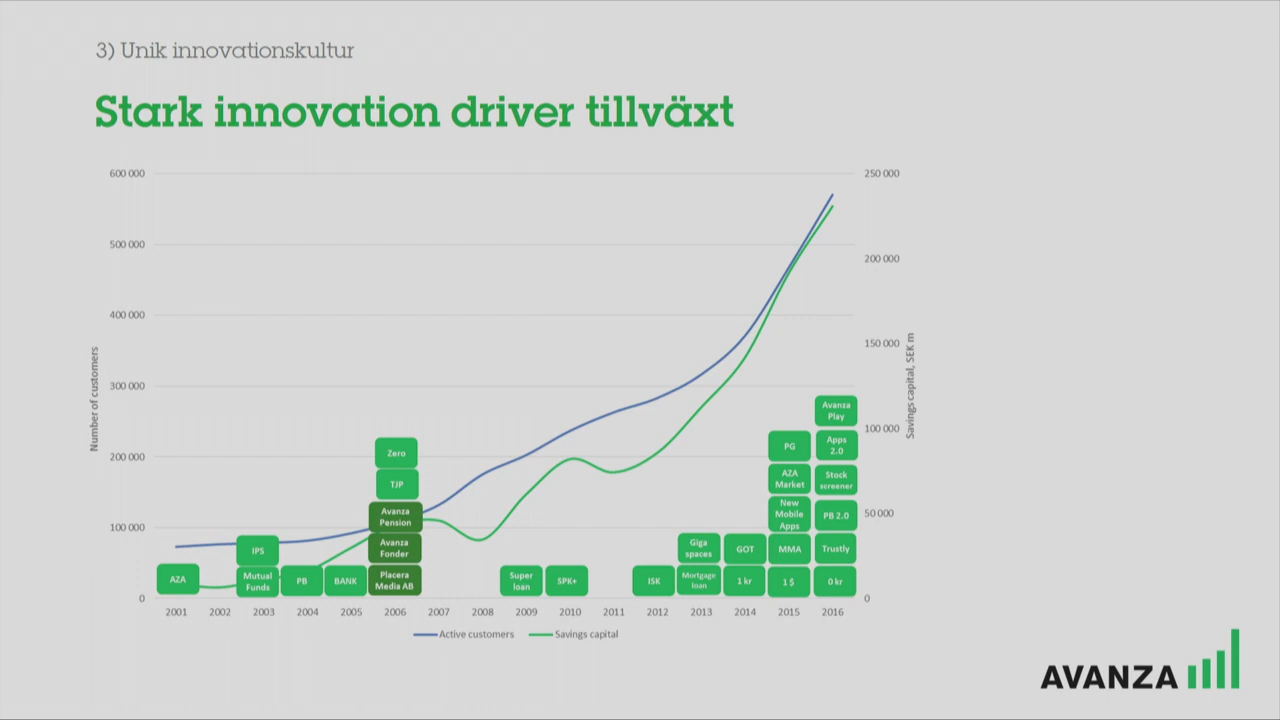 3) Unik innovationskultur
Stark innovation driver tillväxt
600 000
500 000
400 000
300 000
200 000
100 000
0
Number of customers
250 000
200 000
150 000
100 000
50 000
0
Savings capital, SEK m
AZA
IPS
Mutual
Funds
PB
BANK
Zero
TJP
Avanza
Pension
Avanza
Fonder
Placera
Media AB
Super
loan
SPK+
ISK
Giga
spaces
Mortgage
loan
GOT
1 kr
PG
AZA
Market
New
Mobile
Apps
MMA
1 $
Avanza
Play
Apps
2.0
Stock
screener
PB 2.0
Trustly
0 kr
2001 2002 2003 2004 2005 2006 2007 2008 2009 2010 2011 2012 2013 2014 2015 2016
Active customers Savings capital
AVANZA